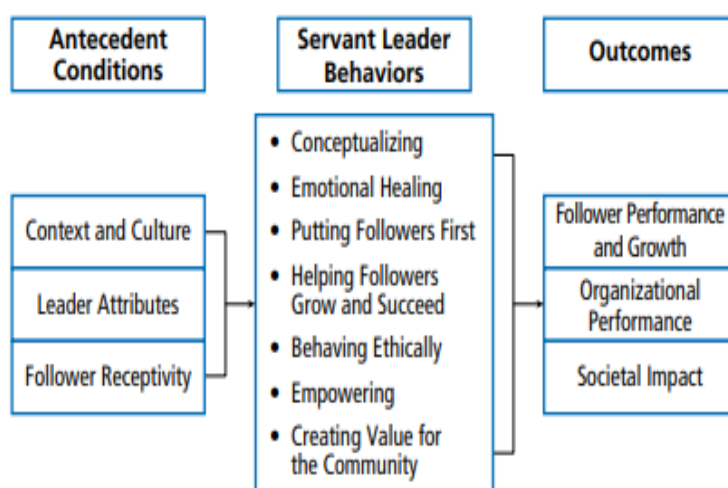 Antecedent
Conditions
Servant Leader
Behaviors
Outcomes
Context and Culture
Leader Attributes
Follower Receptivity
• Conceptualizing
• Emotional Healing
• Putting Followers First
• Helping Followers
Grow and Succeed
• Behaving Ethically
• Empowering
• Creating Value for
the Community
Follower Performance
and Growth
Organizational
Performance
Societal Impact